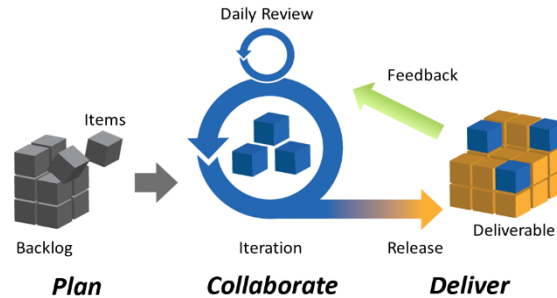 Daily Review
Feedback
Items
Backlog
Iteration
Release
Deliverable
Plan
Collaborate
Deliver